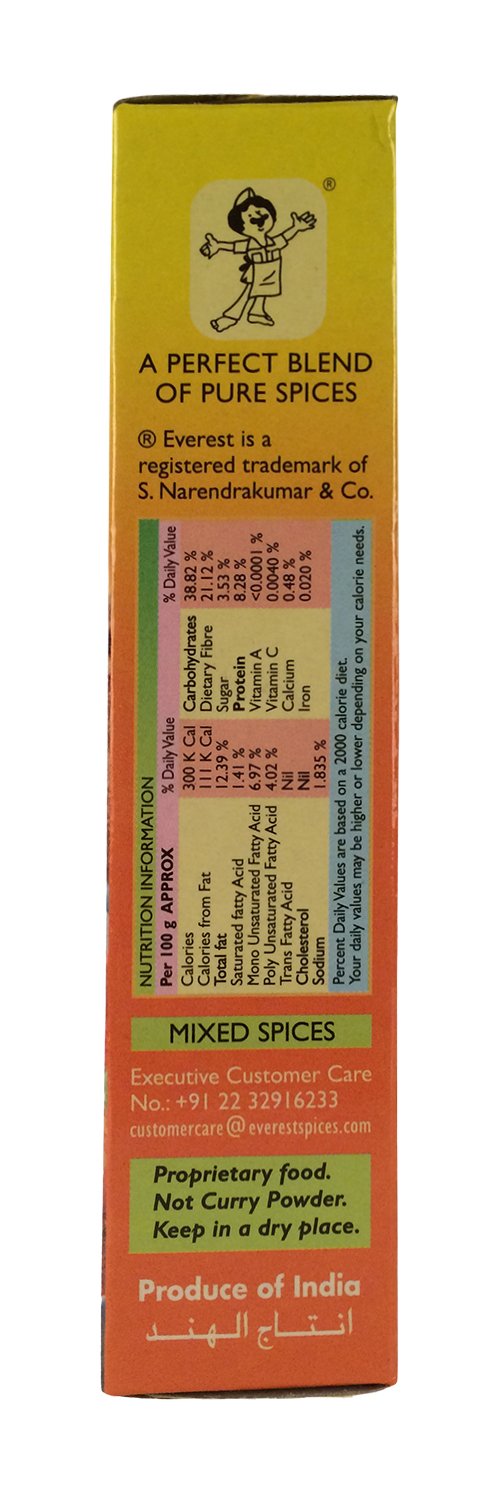 ®
A PERFECT BLEND
OF PURE SPICES
® Everest is a
registered trademark of
S. Narendrakumar & Co.
NUTRITION INFORMATION
Per 100 g APPROX % Daily Value % Daily Value
Calories 300 K Cal Carbohydrates 38.82 %
Calories from Fat 111 K Cal Dietary Fibre 21.12 %
Total fat 12.39 % Sugar 3.53 %
Saturated fatty Acid 1.41 % Protein 8.28 %
Mono Unsaturated Fatty Acid 6.97 % Vitamin A <0.0001 %
Poly Unsaturated Fatty Acid 4.02 % Vitamin C 0.0040 %
Trans Fatty Acid Nil Calcium 0.48 %
Cholesterol Nil Iron 0.020 %
Sodium 1.835 %
Percent Daily Values are based on a 2000 calorie diet.
Your daily values may be higher or lower depending on your calorie needs.
MIXED SPICES
Executive Customer Care
No.: +91 22 32916233
customercare@everestspices.com
Proprietary food.
Not Curry Powder.
Keep in a dry place.
Produce of India
انـتــاج الـهـنــد